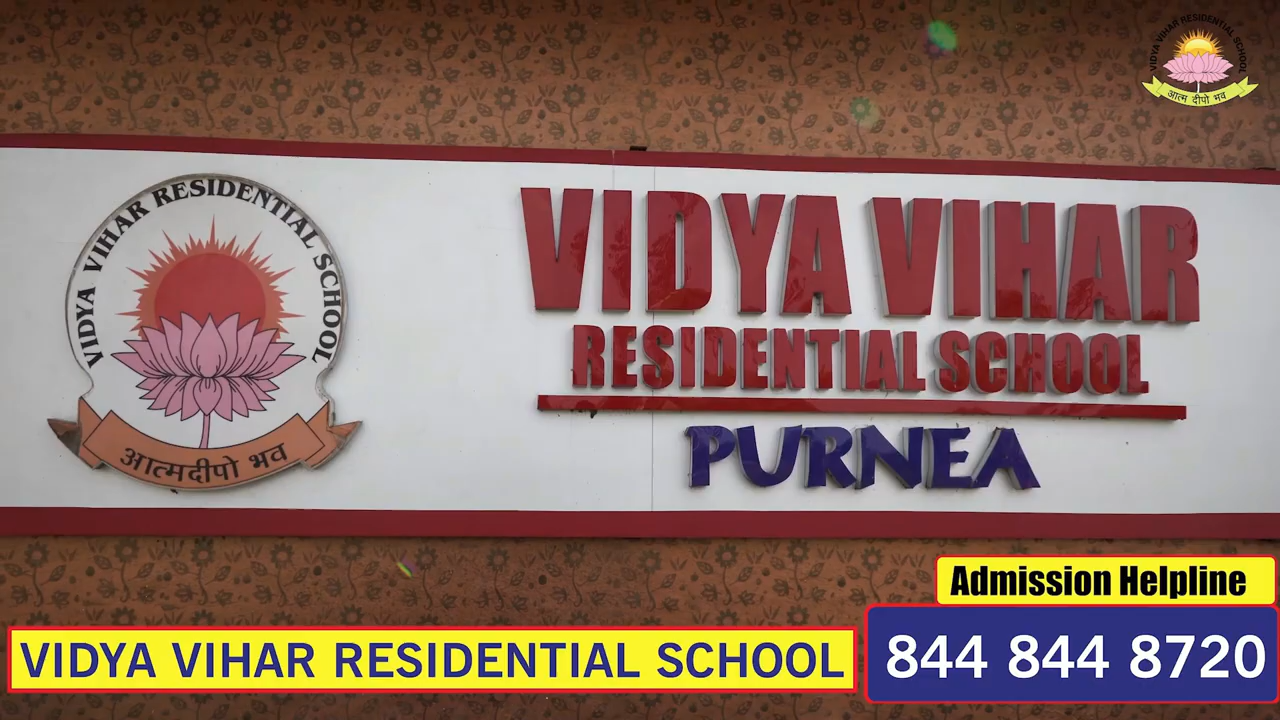 VIDYA VIHAR RESIDENTIAL SCHOOL
आत्म दीपो भव
VIDYA VIHAR RESIDENTIAL SCHOOL
आत्मदीपो भव
VIDYA VIHAR
RESIDENTIAL SCHOOL
PURNEA
Admission Helpline
VIDYA VIHAR RESIDENTIAL SCHOOL
844 844 8720